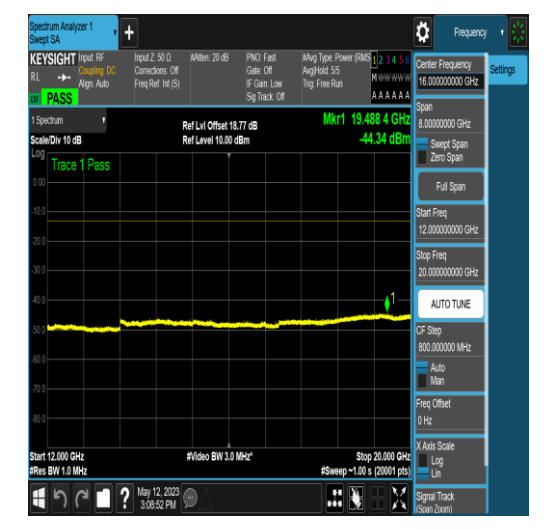 Spectrum Analyzer 1
Swept SA
Frequency
KEYSIGHT
RL
PASS
Input: RF
Coupling: DC
Align: Auto
Input Z: 50 Ω
Corrections: Off
Freq Ref: Int (S)
#Atten: 20 dB
PNO: Fast
Gate: Off
IF Gain: Low
Sig Track: Off
#Avg Type: Power (RMS
Avg|Hold: 5/5
Trig: Free Run
1 2 3 4 5 6
M W W W W W
A A A A A A
Center Frequency
16.000000000 GHz
Settings
Span
8.00000000 GHz
Swept Span
Zero Span
Full Span
Start Freq
12.000000000 GHz
Stop Freq
20.000000000 GHz
AUTO TUNE
CF Step
800.000000 MHz
Auto
Man
Freq Offset
0 Hz
X Axis Scale
Log
Lin
Signal Track
(Span Zoom)
1 Spectrum
Scale/Div 10 dB
Ref Lvl Offset 18.77 dB
Ref Level 10.00 dBm
Mkr1 19.488 4 GHz
-44.34 dBm
Log
Trace 1 Pass
0.00
-10.0
-20.0
-30.0
-40.0
-50.0
-60.0
-70.0
-80.0
1
Start 12.000 GHz
#Res BW 1.0 MHz
#Video BW 3.0 MHz*
Stop 20.000 GHz
#Sweep ~1.00 s (20001 pts)
?
May 12, 2023
3:08:52 PM